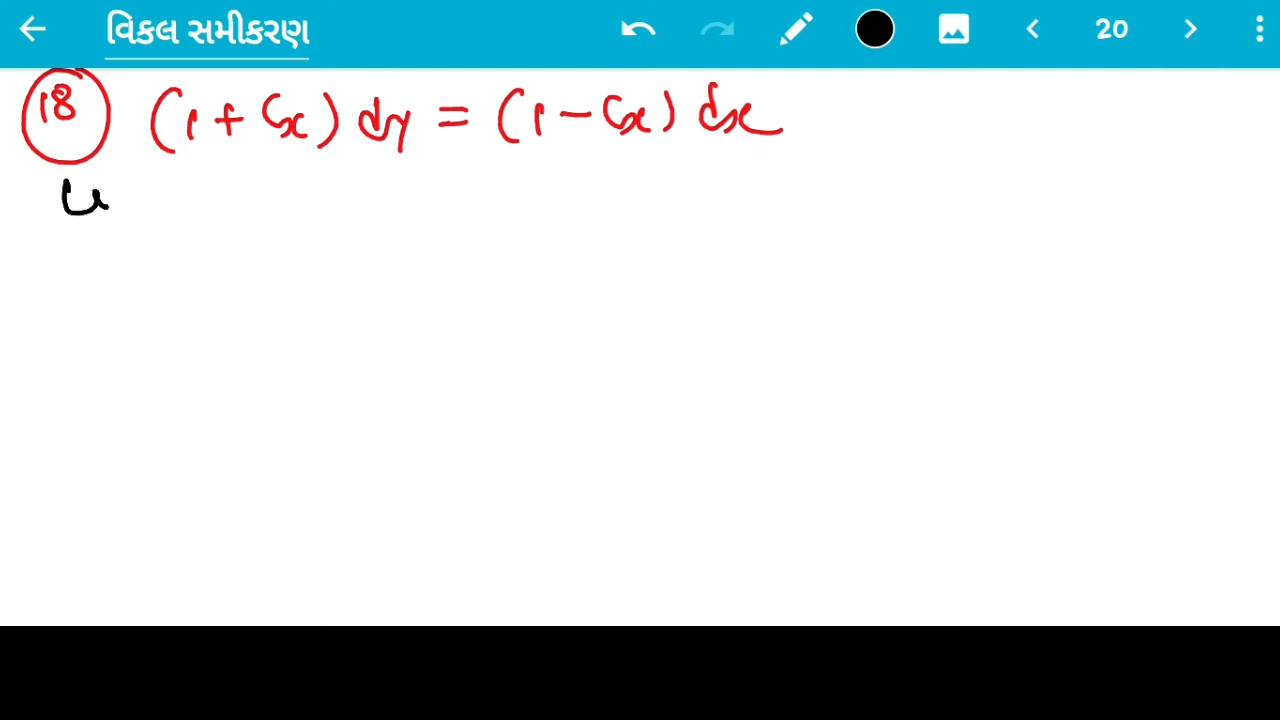 વિકલ સમીકરણ
20
18 (1 + Cx) dy = (1 - Cx) dx